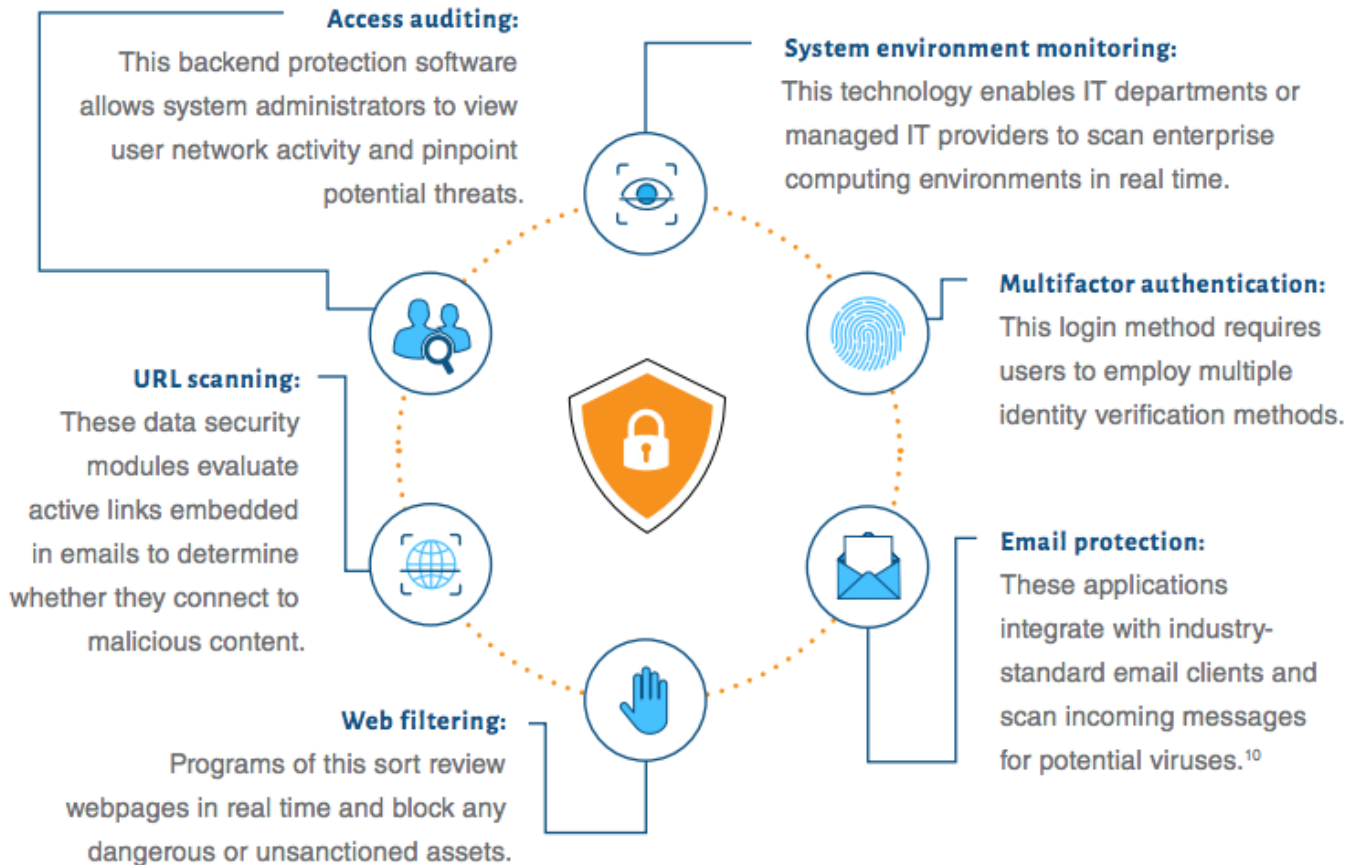 Access auditing:
This backend protection software
allows system administrators to view
user network activity and pinpoint
potential threats.
System environment monitoring:
This technology enables IT departments or
managed IT providers to scan enterprise
computing environments in real time.
Multifactor authentication:
This login method requires
users to employ multiple
identity verification methods.
URL scanning:
These data security
modules evaluate
active links embedded
in emails to determine
whether they connect to
malicious content.
Email protection:
These applications
integrate with industry-
standard email clients and
scan incoming messages
for potential viruses.¹⁰
Web filtering:
Programs of this sort review
webpages in real time and block any
dangerous or unsanctioned assets.